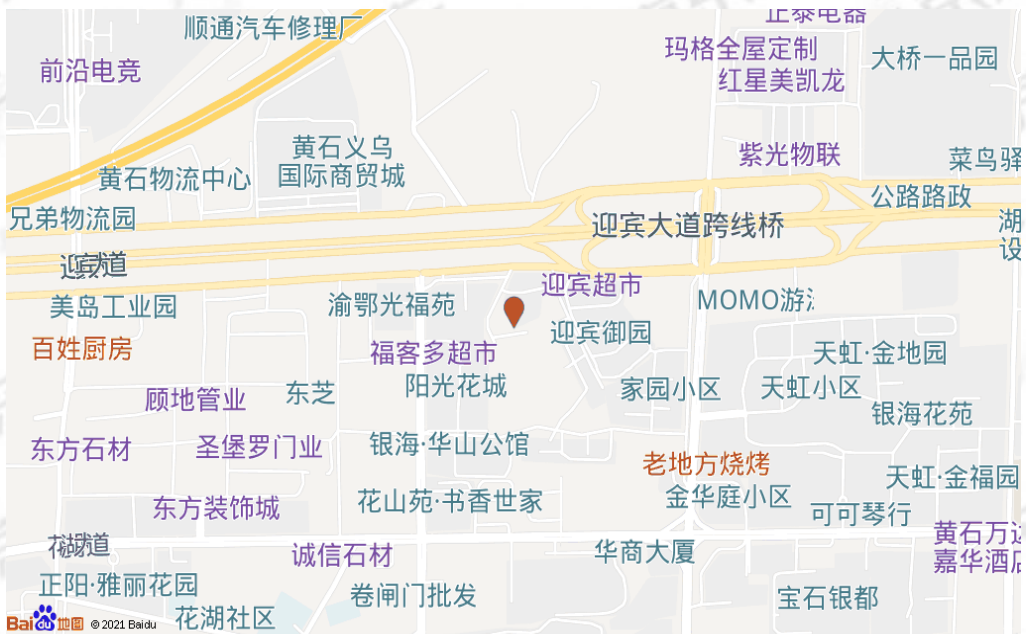 正泰电器
顺通汽车修理厂
玛格全屋定制
红星美凯龙
大桥一品园
前沿电竞
黄石义乌
国际商贸城
紫光物联
菜鸟驿
黄石物流中心
公路路政
兄弟物流园
迎宾大道跨线桥
湖
设
迎宾大道
迎宾超市
美岛工业园
渝鄂光福苑
MOMO游
迎宾御园
百姓厨房
福客多超市
天虹·金地园
阳光花城
东芝
家园小区
天虹小区
顾地管业
银海花苑
东方石材
圣堡罗门业
银海·华山公馆
老地方烧烤
天虹·金福园
金华庭小区
花山苑·书香世家
东方装饰城
可可琴行
黄石万达
嘉华酒店
花湖大道
诚信石材
华商大厦
正阳·雅丽花园
卷闸门批发
宝石银都
花湖社区
Bai du 地图 © 2021 Baidu